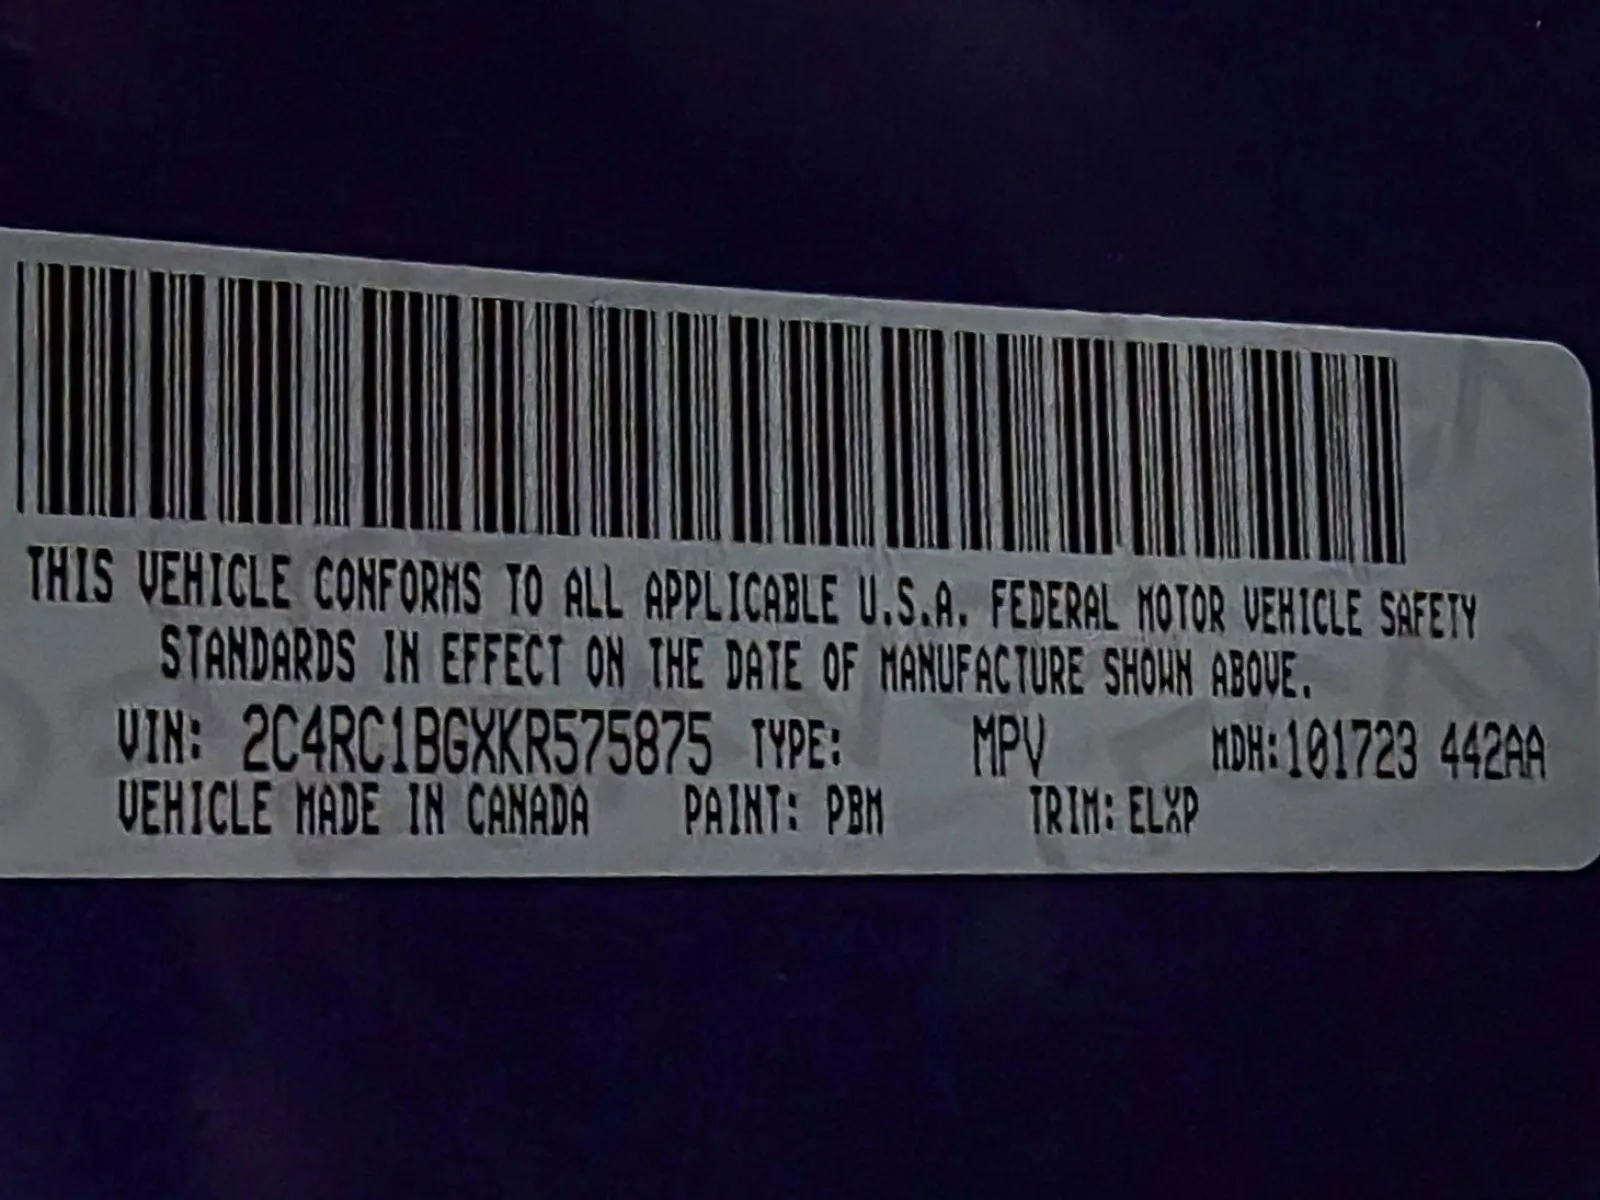 THIS VEHICLE CONFORMS TO ALL APPLICABLE U.S.A. FEDERAL MOTOR VEHICLE SAFETY
STANDARDS IN EFFECT ON THE DATE OF MANUFACTURE SHOWN ABOVE.
VIN: 2C4RC1BGXKR575875 TYPE: MPV MDH:101723 442AA
VEHICLE MADE IN CANADA PAINT: PBM TRIM: ELXP